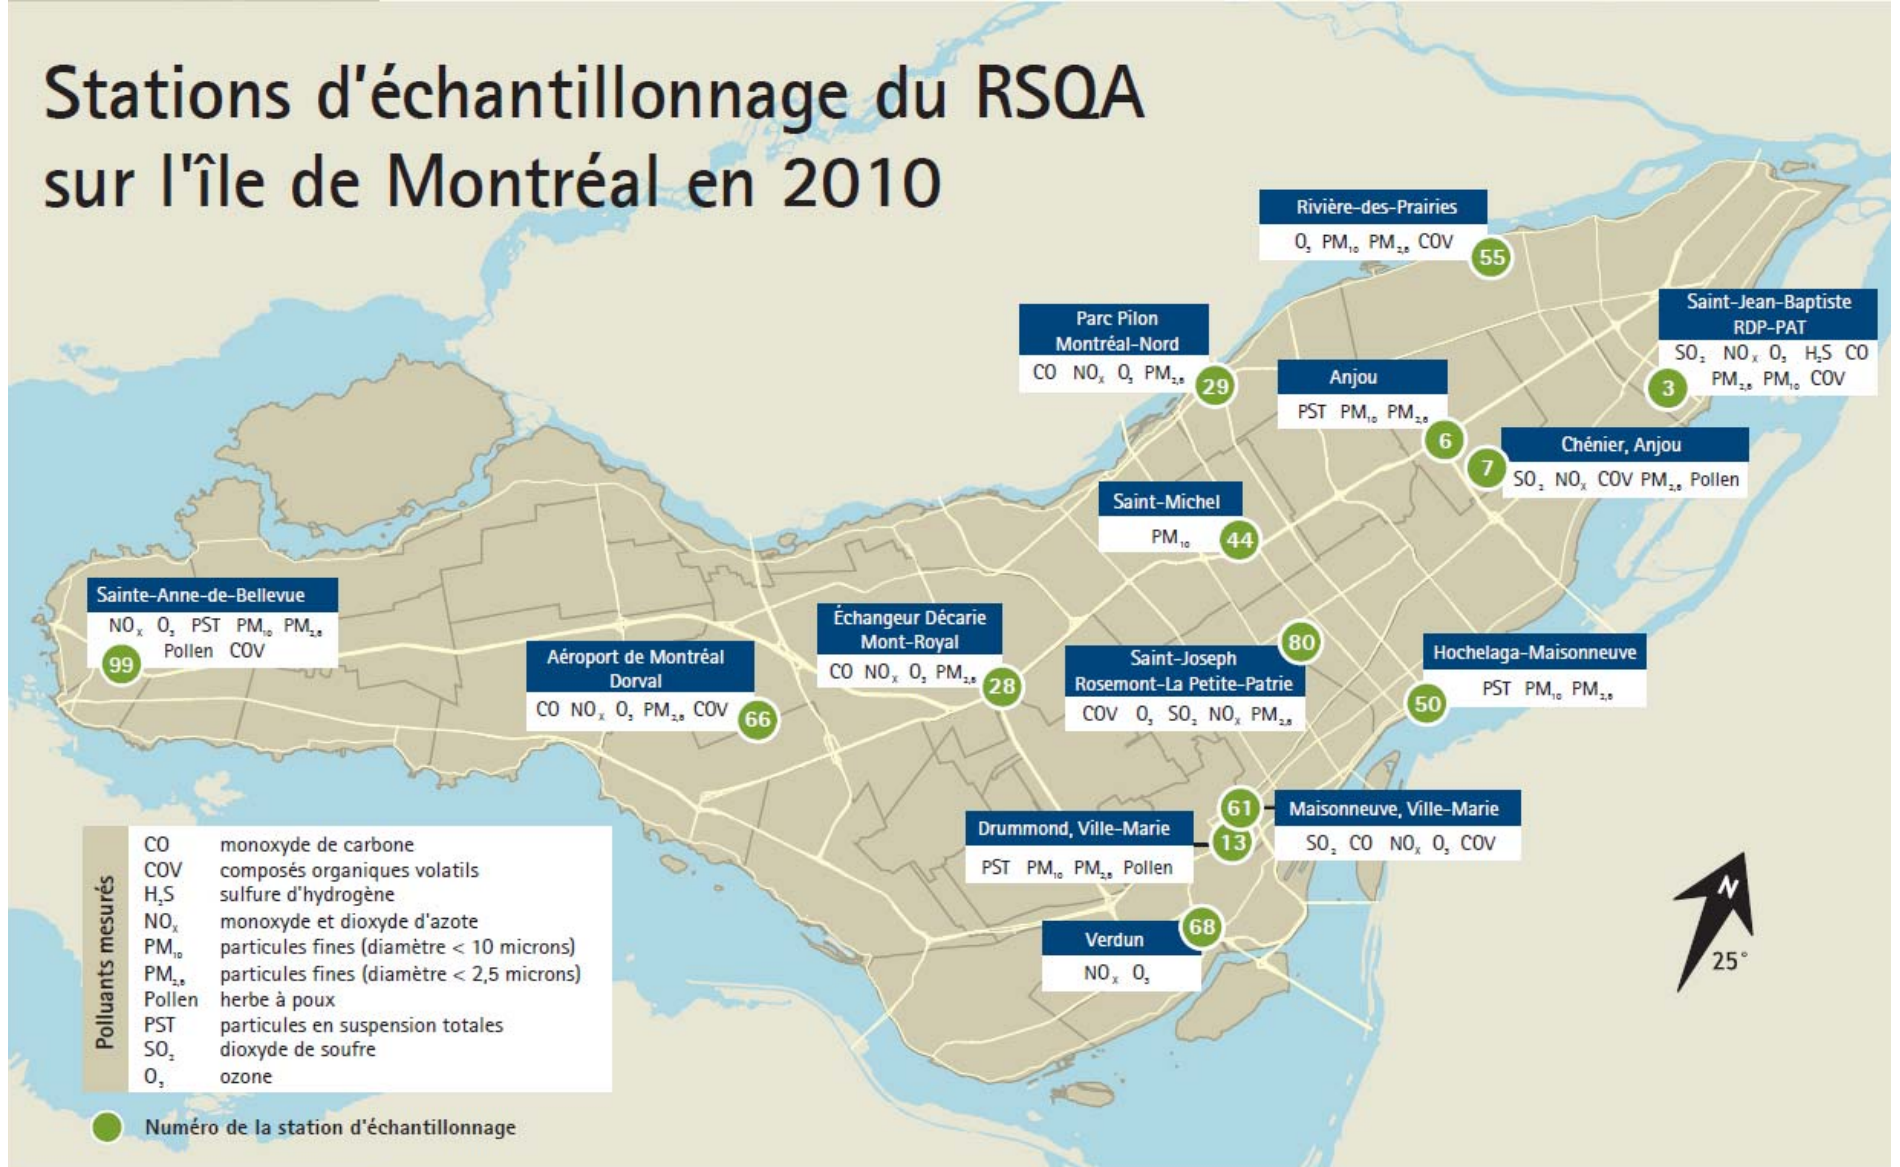 Stations d'échantillonnage du RSQA
sur l'île de Montréal en 2010
Rivière-des-Prairies
O₃ PM₁₀ PM₂,₅ COV
55
Saint-Jean-Baptiste
RDP-PAT
SO₂ NOₓ O₃ H₂S CO
PM₂,₅ PM₁₀ COV
3
Parc Pilon
Montréal-Nord
CO NOₓ O₃ PM₂,₅
29
Anjou
PST PM₁₀ PM₂,₅
6
Chénier, Anjou
SO₂ NOₓ COV PM₂,₅ Pollen
7
Saint-Michel
PM₁₀
44
Sainte-Anne-de-Bellevue
NOₓ O₃ PST PM₁₀ PM₂,₅
Pollen COV
99
Échangeur Décarie
Mont-Royal
CO NOₓ O₃ PM₂,₅
28
Aéroport de Montréal
Dorval
CO NOₓ O₃ PM₂,₅ COV
66
80
Saint-Joseph
Rosemont-La Petite-Patrie
COV O₃ SO₂ NOₓ PM₂,₅
Hochelaga-Maisonneuve
PST PM₁₀ PM₂,₅
50
61
Maisonneuve, Ville-Marie
SO₂ CO NOₓ O₃ COV
Drummond, Ville-Marie
PST PM₁₀ PM₂,₅ Pollen
13
Verdun
NOₓ O₃
68
N
25°
Polluants mesurés
CO monoxyde de carbone
COV composés organiques volatils
H₂S sulfure d'hydrogène
NOₓ monoxyde et dioxyde d'azote
PM₁₀ particules fines (diamètre < 10 microns)
PM₂,₅ particules fines (diamètre < 2,5 microns)
Pollen herbe à poux
PST particules en suspension totales
SO₂ dioxyde de soufre
O₃ ozone
Numéro de la station d'échantillonnage